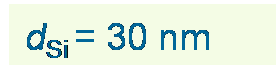 dSi = 30 nm